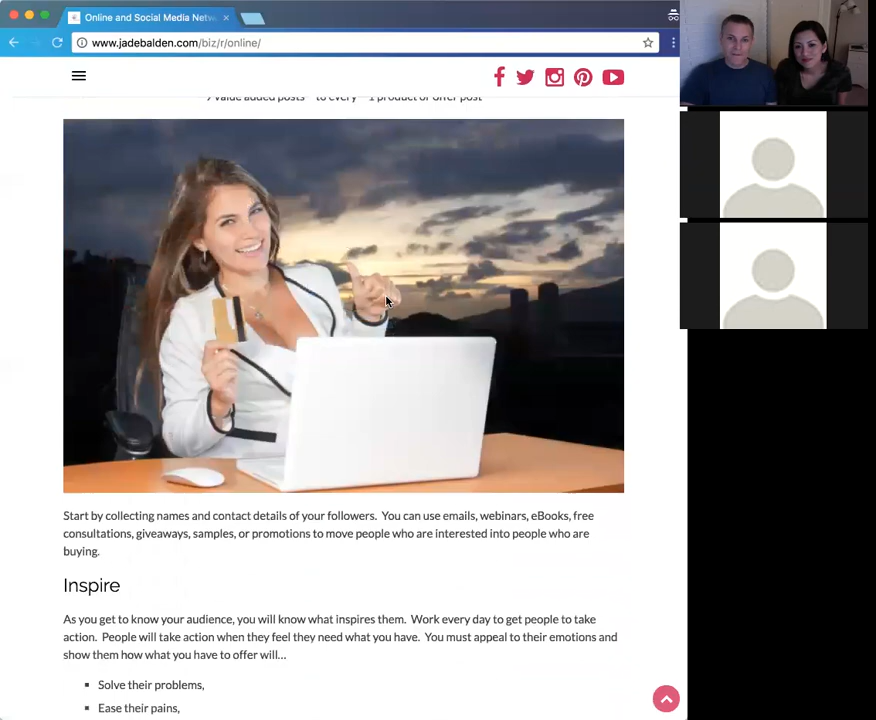 Online and Social Media Netw
www.jadebalden.com/biz/r/online/
7 value added posts to every 1 product or offer post
Start by collecting names and contact details of your followers. You can use emails, webinars, eBooks, free
consultations, giveaways, samples, or promotions to move people who are interested into people who are
buying.
Inspire
As you get to know your audience, you will know what inspires them. Work every day to get people to take
action. People will take action when they feel they need what you have. You must appeal to their emotions and
show them how what you have to offer will...
Solve their problems,
Ease their pains,